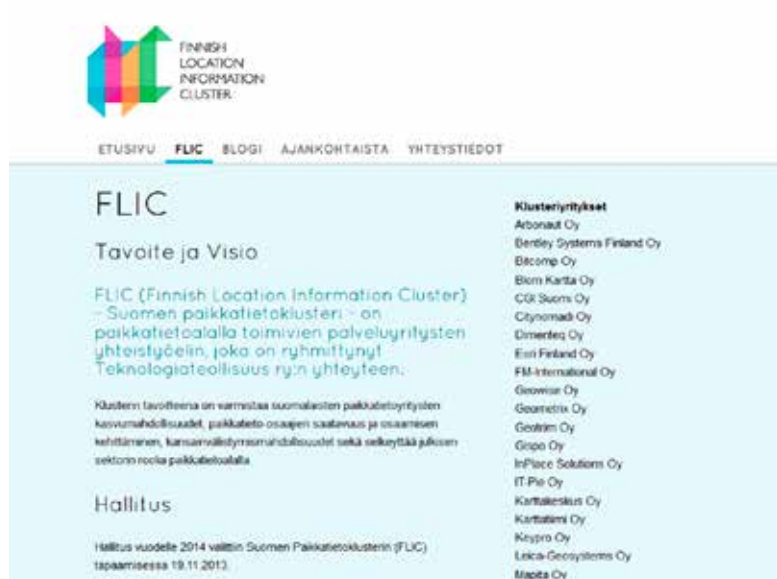 FINNISH
LOCATION
INFORMATION
CLUSTER
ETUSIVU FLIC BLOGI AJANKOHTAISTA YHTEYSTIEDOT
FLIC
Tavoite ja Visio
FLIC (Finnish Location Information Cluster)
- Suomen paikkatietoklusteri - on
paikkatietoalalla toimivien palveluyritysten
yhteistyöelin, joka on ryhmittynyt
Teknologiateollisuus ry:n yhteyteen.
Klusterin tavoitteena on varmistaa suomalaisten paikkatietoyritysten
kasvumahdollisuudet, paikkatieto-osaajien saatavuus ja osaamisen
kehittäminen, kansainvälistymismahdollisuudet sekä selkeyttää julkisen
sektorin roolia paikkatietoalalla
Hallitus
Hallitus vuodelle 2014 valittiin Suomen Paikkatietoklusterin (FLIC)
tapaamisessa 19.11.2013.
Klusteriyritykset
Arbonaut Oy
Bentley Systems Finland Oy
Bitcomp Oy
Blom Kartta Oy
CGI Suomi Oy
Citynomadi Oy
Dimenteq Oy
Esri Finland Oy
FM-International Oy
Geowise Oy
Geometrix Oy
Geotrim Oy
Gispo Oy
InPlace Solutions Oy
IT-Pie Oy
Karttakeskus Oy
Karttatiimi Oy
Keypro Oy
Leica-Geosystems Oy
Mapita Oy